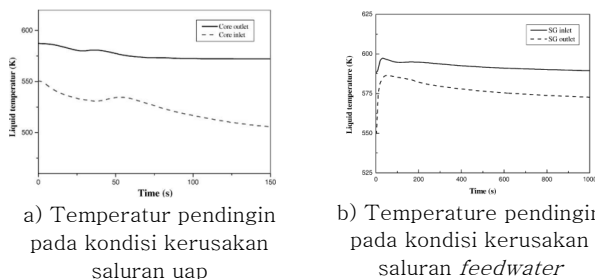 Core outlet
Core inlet
Liquid temperatur (K)
600
550
500
0
50
100
150
Time (s)
a) Temperatur pendingin
pada kondisi kerusakan
saluran uap
SG inlet
SG outlet
Liquid temperature (K)
625
600
575
550
525
0
200
400
600
800
1000
Time (s)
b) Temperature pendingin
pada kondisi kerusakan
saluran feedwater